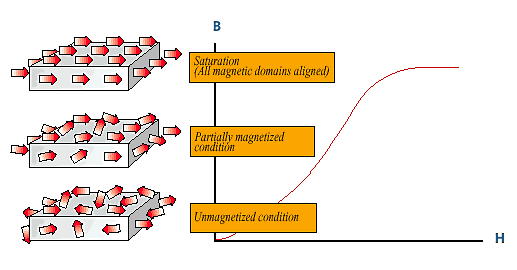 B
Saturation
(All magnetic domains aligned)
Partially magnetized
condition
Unmagnetized condition
H